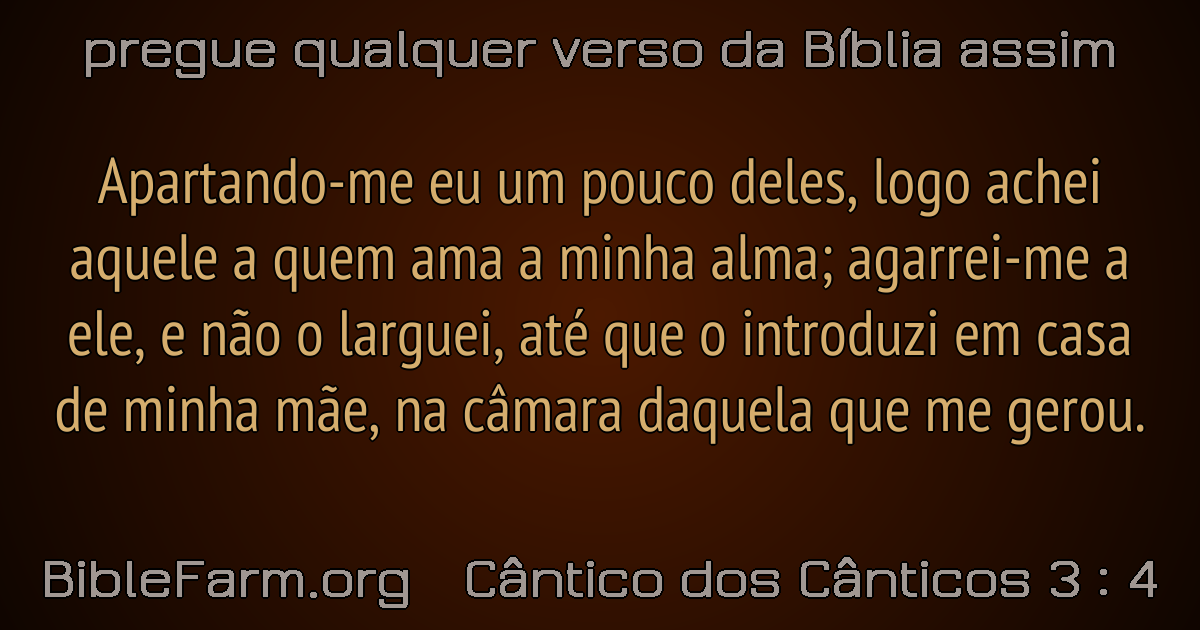 pregue qualquer verso da Bíblia assim
Apartando-me eu um pouco deles, logo achei
aquele a quem ama a minha alma; agarrei-me a
ele, e não o larguei, até que o introduzi em casa
de minha mãe, na câmara daquela que me gerou.
BibleFarm.org Cântico dos Cânticos 3 : 4